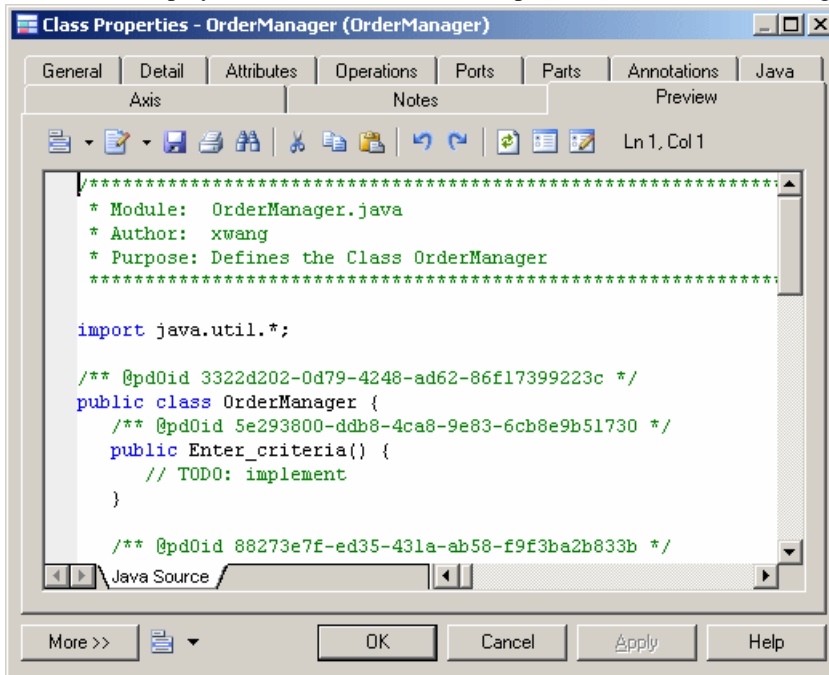 Class Properties - OrderManager (OrderManager)
General Detail Attributes Operations Ports Parts Annotations Java
Axis Notes Preview
Ln 1, Col 1
/***************************************************************
 * Module:  OrderManager.java
 * Author:  xwang
 * Purpose: Defines the Class OrderManager
 ***************************************************************
import java.util.*;
/** @pdOid 3322d202-0d79-4248-ad62-86f17399223c */
public class OrderManager {
/** @pdOid 5e293800-ddb8-4ca8-9e83-6cb8e9b51730 */
public Enter_criteria() {
// TODO: implement
}
/** @pdOid 88273e7f-ed35-431a-ab58-f9f3ba2b833b */
Java Source
More >> OK Cancel Apply Help